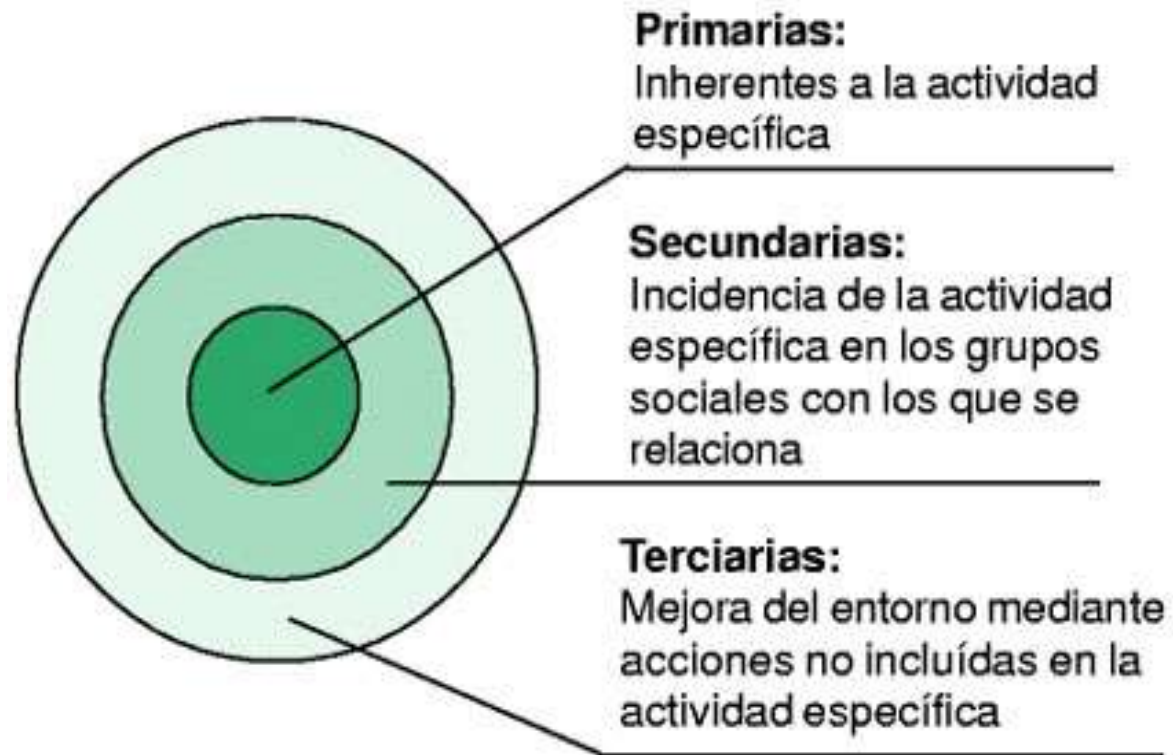 Primarias:
Inherentes a la actividad
específica
Secundarias:
Incidencia de la actividad
específica en los grupos
sociales con los que se
relaciona
Terciarias:
Mejora del entorno mediante
acciones no incluídas en la
actividad específica